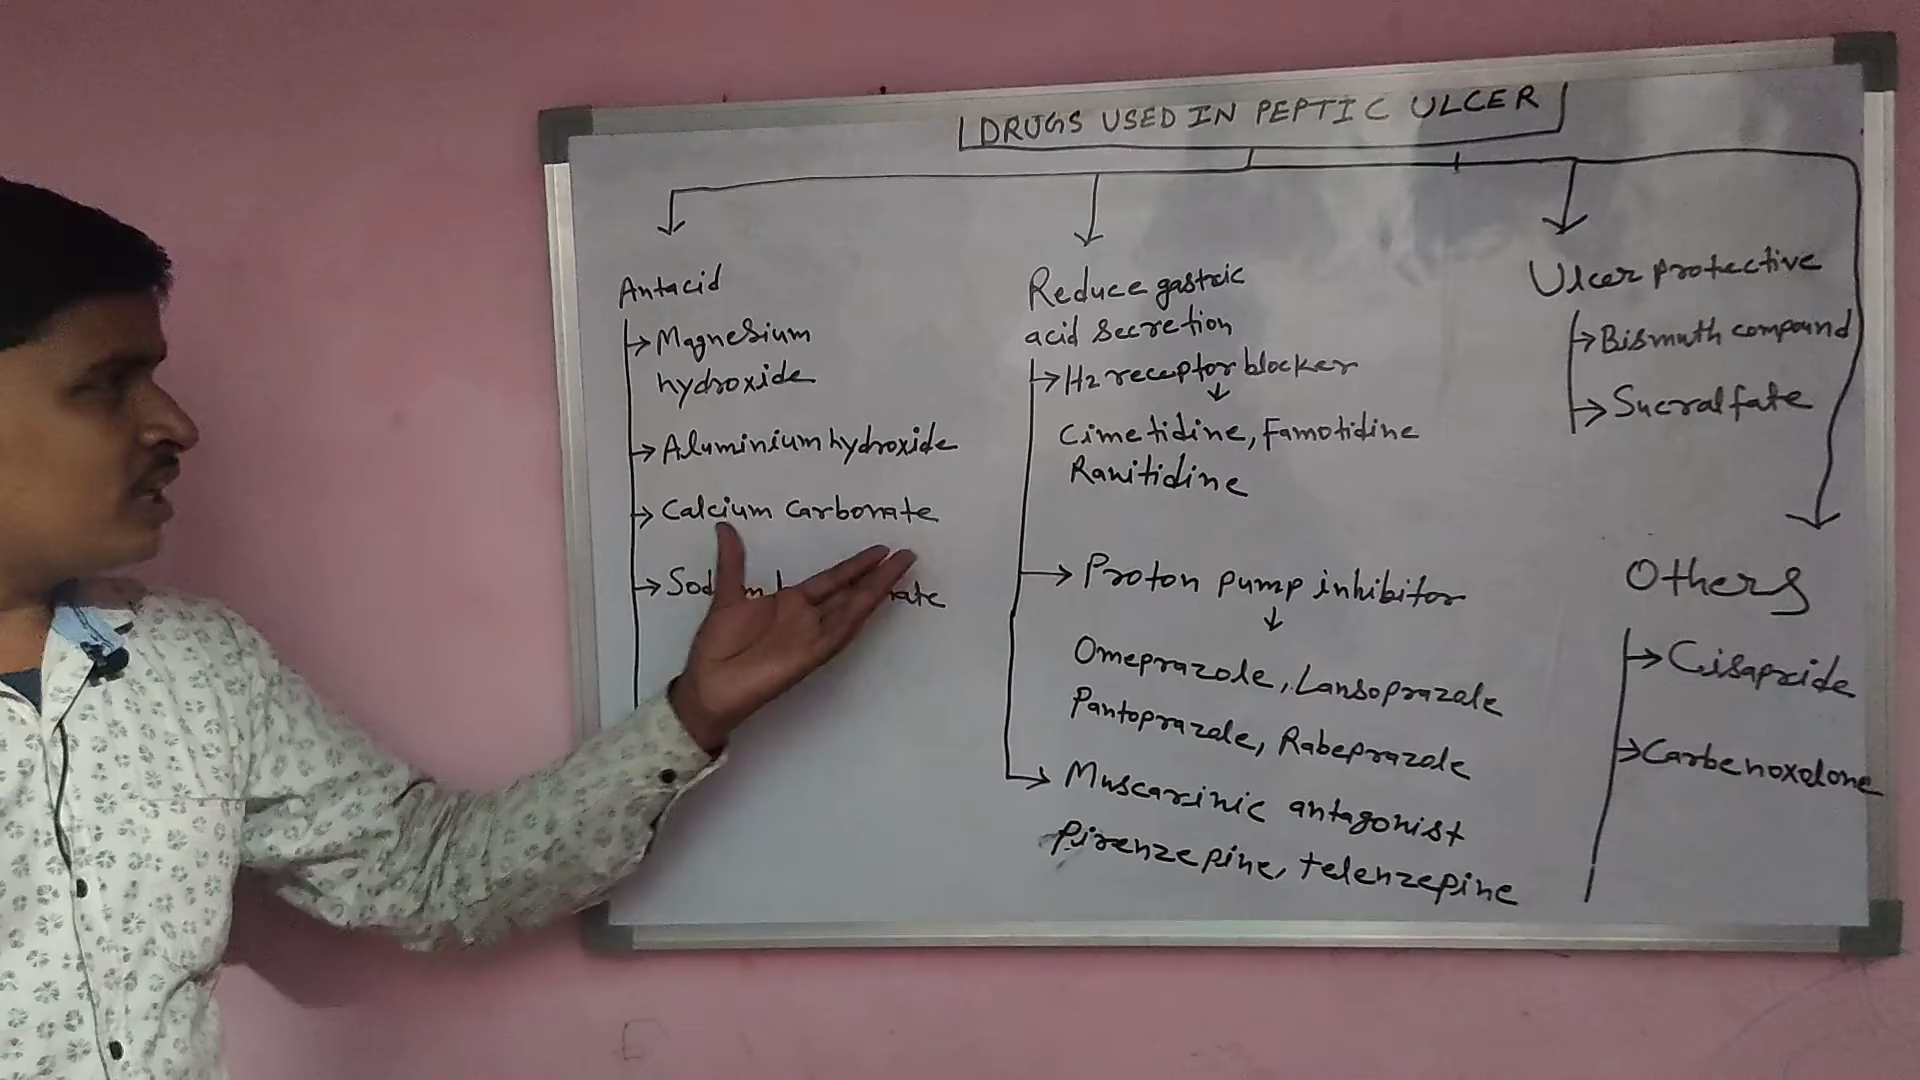 DRUGS USED IN PEPTIC ULCER
Antacid
Magnesium
hydroxide
Aluminium hydroxide
Calcium Carbonate
Reduce gastric
acid secretion
H2 receptor blocker
Cimetidine, Famotidine
Ranitidine
Proton pump inhibitor
Omeprazole, Lansoprazole
Pantoprazole, Rabeprazole
Muscarinic antagonist
Pirenzepine, telenzepine
Ulcer protective
Bismuth compound
Sucralfate
Others
Cisapride
Carbenoxolone